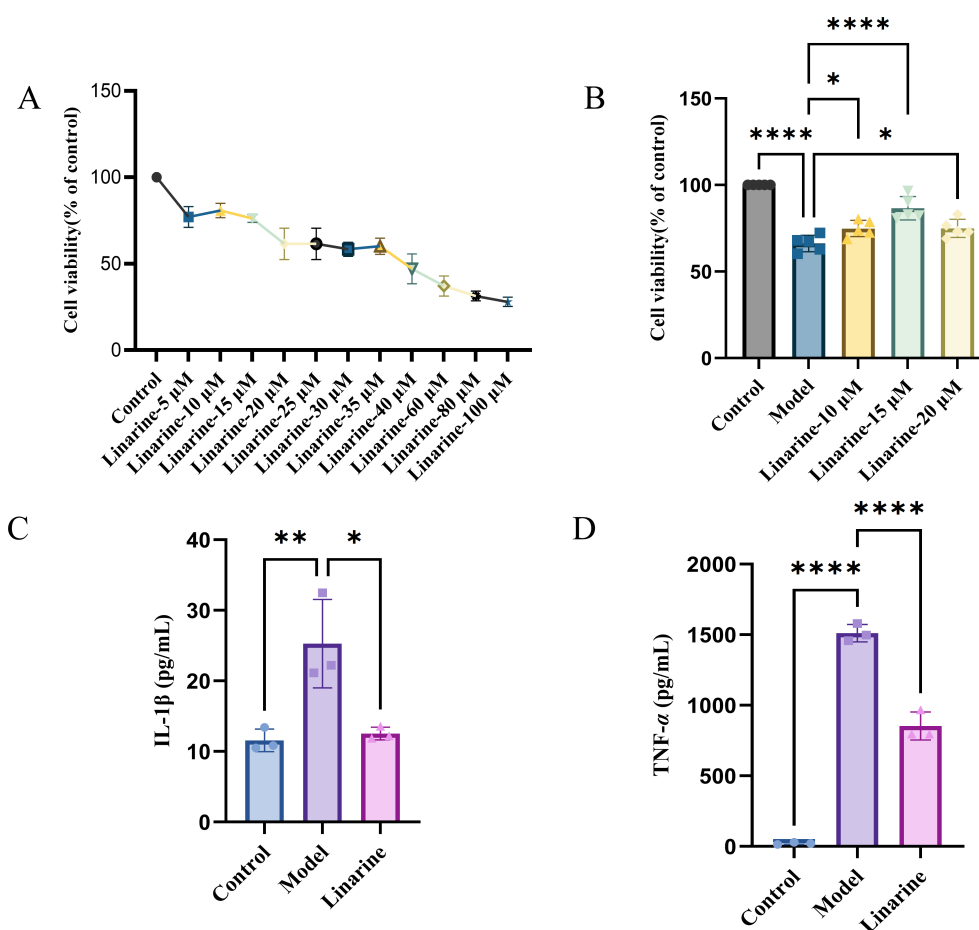 A
Cell viability(% of control)
150
100
50
0
Control
Linarine-5 μM
Linarine-10 μM
Linarine-15 μM
Linarine-20 μM
Linarine-25 μM
Linarine-30 μM
Linarine-35 μM
Linarine-40 μM
Linarine-60 μM
Linarine-80 μM
Linarine-100 μM
B
Cell viability(% of control)
150
100
50
0
****
*
**** *
Control
Model
Linarine-10 μM
Linarine-15 μM
Linarine-20 μM
C
IL-1β (pg/mL)
40
30
20
10
0
** *
Control
Model
Linarine
D
TNF-α (pg/mL)
2000
1500
1000
500
0
****
****
Control
Model
Linarine